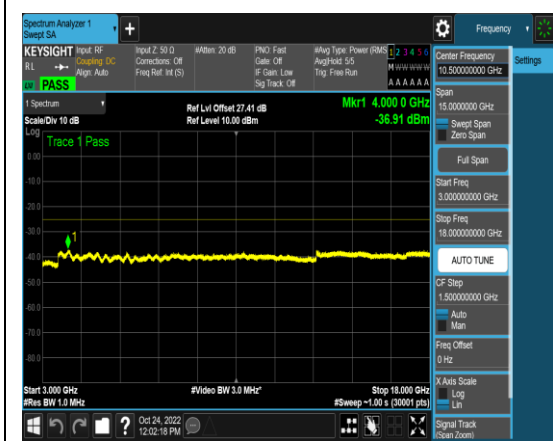 Spectrum Analyzer 1
Swept SA
+
Frequency
KEYSIGHT
RL
PASS
Input: RF
Coupling: DC
Align: Auto
Input Z: 50 Ω
Corrections: Off
Freq Ref: Int (S)
#Atten: 20 dB
PNO: Fast
Gate: Off
IF Gain: Low
Sig Track: Off
#Avg Type: Power (RMS
Avg|Hold: 5/5
Trig: Free Run
1 2 3 4 5 6
M W W W W W
A A A A A A
1 Spectrum
Scale/Div 10 dB
Ref Lvl Offset 27.41 dB
Ref Level 10.00 dBm
Mkr1 4.000 0 GHz
-36.91 dBm
Log
Trace 1 Pass
0.00
-10.0
-20.0
-30.0
-40.0
-50.0
-60.0
-70.0
-80.0
1
Start 3.000 GHz
#Res BW 1.0 MHz
#Video BW 3.0 MHz*
Stop 18.000 GHz
#Sweep ~1.00 s (30001 pts)
Oct 24, 2022
12:02:18 PM
?
Center Frequency
10.500000000 GHz
Settings
Span
15.0000000 GHz
Swept Span
Zero Span
Full Span
Start Freq
3.000000000 GHz
Stop Freq
18.000000000 GHz
AUTO TUNE
CF Step
1.500000000 GHz
Auto
Man
Freq Offset
0 Hz
X Axis Scale
Log
Lin
Signal Track
(Span Zoom)